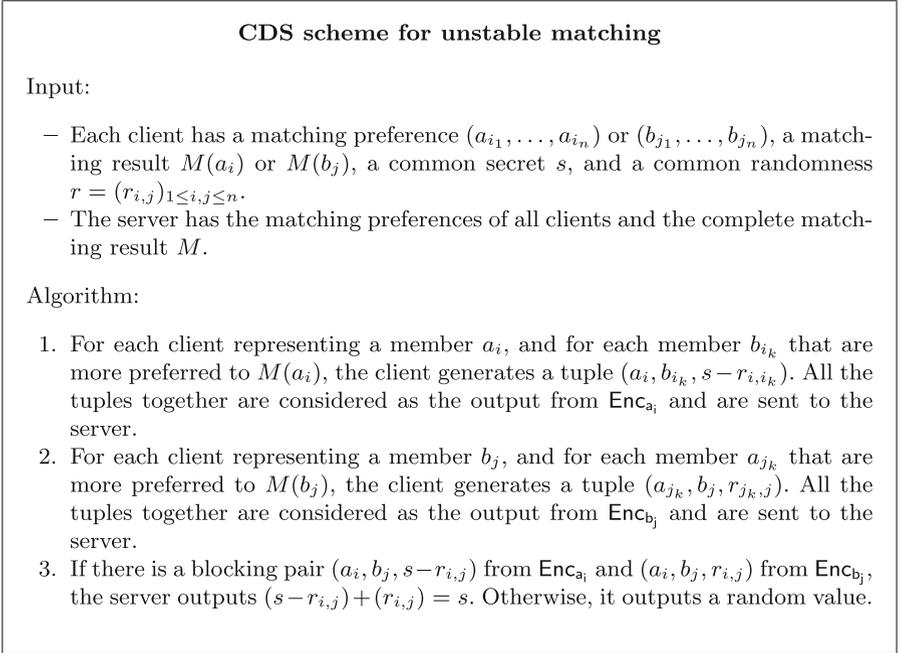 CDS scheme for unstable matching
Input:
– Each client has a matching preference (a_{i_1}, . . . , a_{i_n}) or (b_{j_1}, . . . , b_{j_n}), a match-
ing result M(a_i) or M(b_j), a common secret s, and a common randomness
r = (r_{i,j})_{1≤i,j≤n}.
– The server has the matching preferences of all clients and the complete match-
ing result M.
Algorithm:
1. For each client representing a member a_i, and for each member b_{i_k} that are
more preferred to M(a_i), the client generates a tuple (a_i, b_{i_k}, s−r_{i,i_k}). All the
tuples together are considered as the output from Enc_{a_i} and are sent to the
server.
2. For each client representing a member b_j, and for each member a_{j_k} that are
more preferred to M(b_j), the client generates a tuple (a_{j_k}, b_j, r_{j_k,j}). All the
tuples together are considered as the output from Enc_{b_j} and are sent to the
server.
3. If there is a blocking pair (a_i, b_j, s−r_{i,j}) from Enc_{a_i} and (a_i, b_j, r_{i,j}) from Enc_{b_j},
the server outputs (s−r_{i,j})+(r_{i,j}) = s. Otherwise, it outputs a random value.